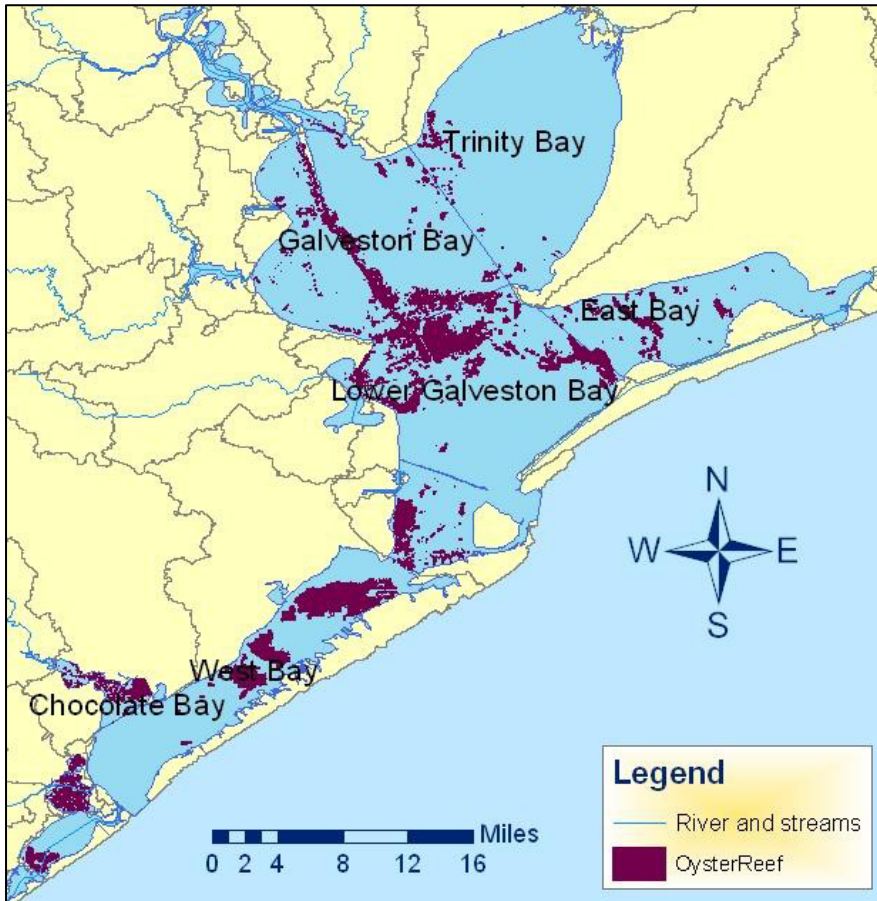 Trinity Bay
Galveston Bay
East Bay
Lower Galveston Bay
N
W
E
S
West Bay
Chocolate Bay
Legend
River and streams
OysterReef
Miles
0 2 4 8 12 16